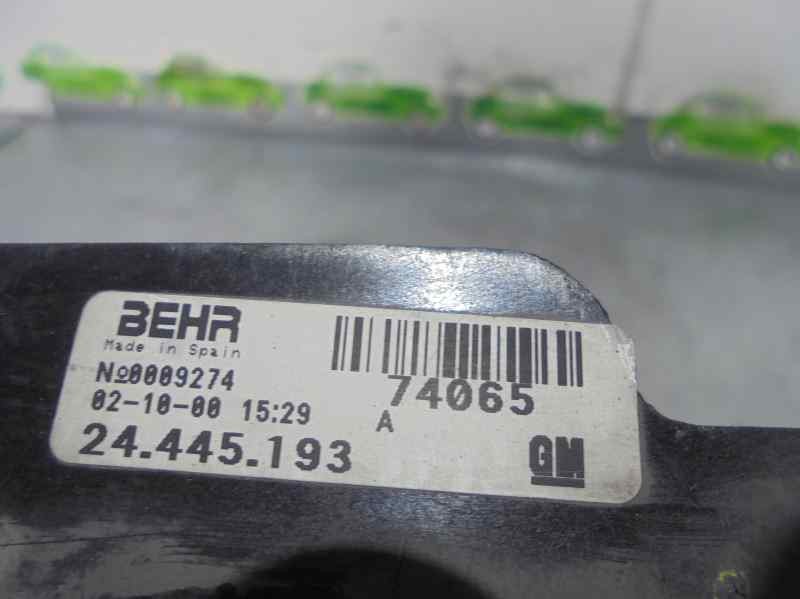 BEHR
Made in Spain
Nº0009274
02-10-00 15:29
24.445.193
74065
A
GM